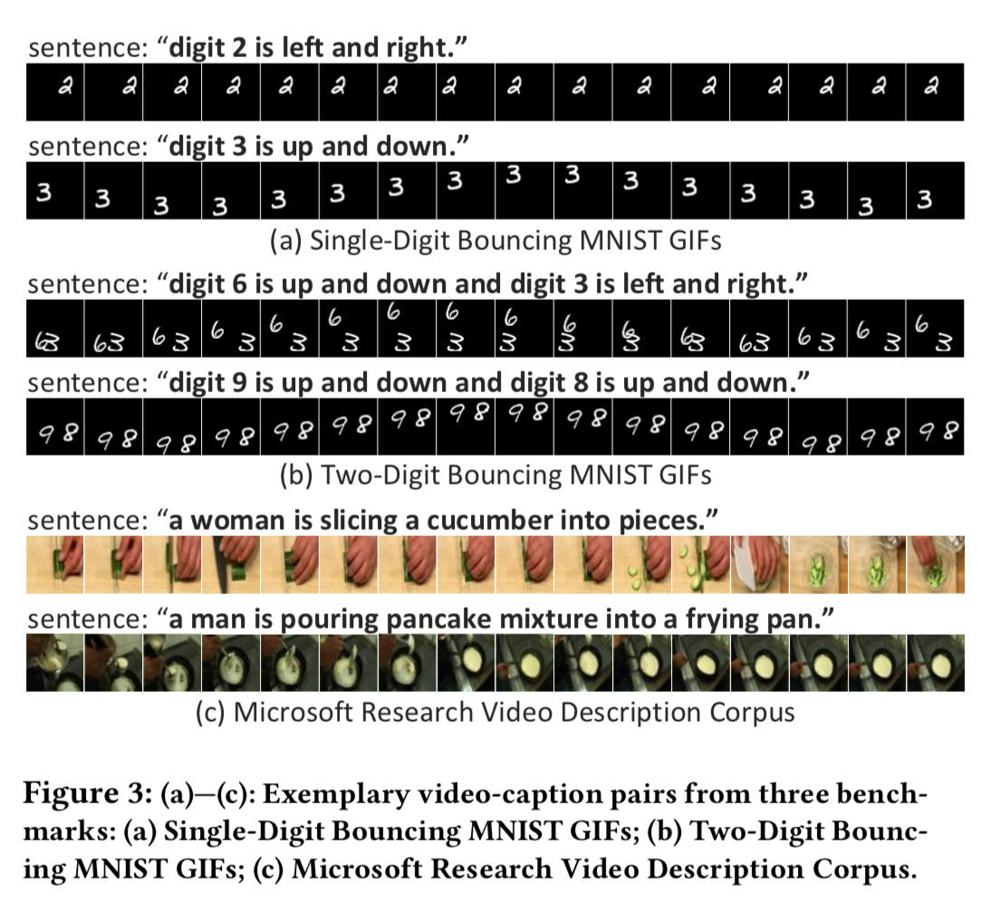 sentence: “digit 2 is left and right.”
2 2 2 2 2 2 2 2 2 2 2 2 2 2 2 2
sentence: “digit 3 is up and down.”
3 3 3 3 3 3 3 3 3 3 3 3 3 3 3 3
(a) Single-Digit Bouncing MNIST GIFs
sentence: “digit 6 is up and down and digit 3 is left and right.”
63 63 63 63 63 63 63 63 63 63 63 63 63 63 63 63
sentence: “digit 9 is up and down and digit 8 is up and down.”
98 98 98 98 98 98 98 98 98 98 98 98 98 98 98 98
(b) Two-Digit Bouncing MNIST GIFs
sentence: “a woman is slicing a cucumber into pieces.”
sentence: “a man is pouring pancake mixture into a frying pan.”
(c) Microsoft Research Video Description Corpus
Figure 3: (a)—(c): Exemplary video-caption pairs from three bench-
marks: (a) Single-Digit Bouncing MNIST GIFs; (b) Two-Digit Bounc-
ing MNIST GIFs; (c) Microsoft Research Video Description Corpus.